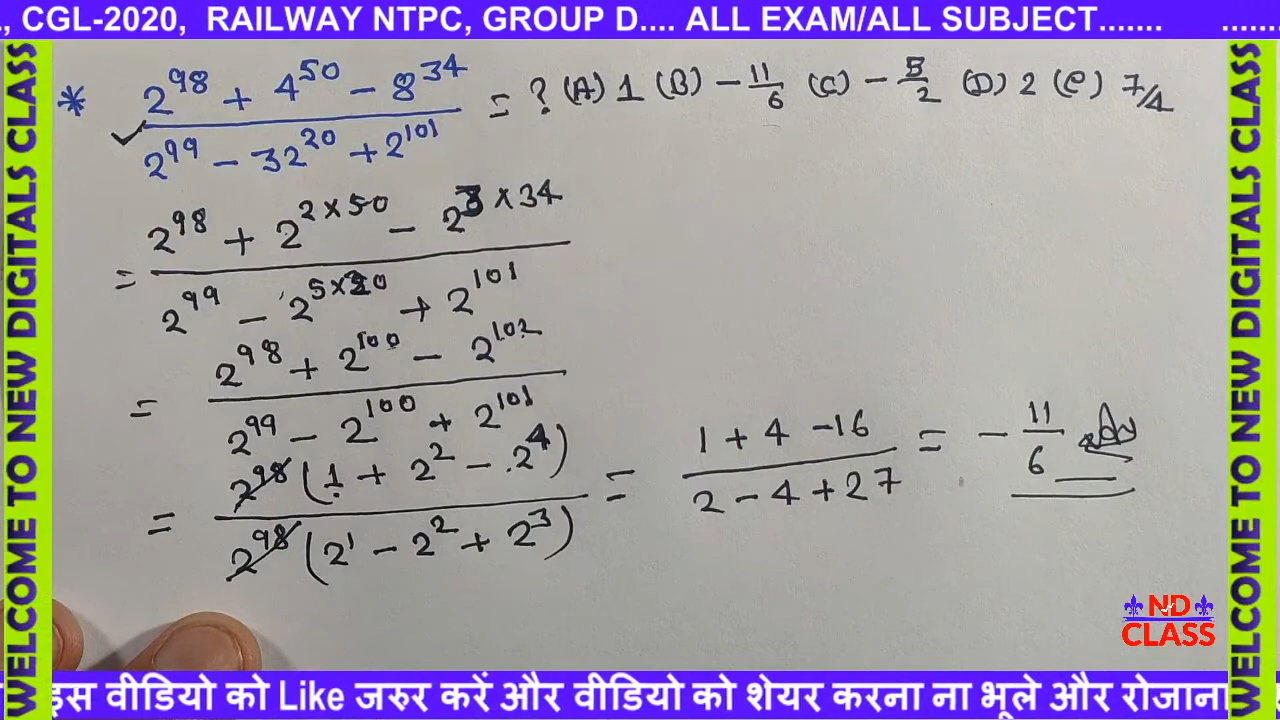 ., CGL-2020, RAILWAY NTPC, GROUP D.... ALL EXAM/ALL SUBJECT....... .......
WELCOME TO NEW DIGITALS CLASS
* (2^98 + 4^50 - 8^34) / (2^99 - 32^20 + 2^101) = ? (A) 1 (B) - 11/6 (C) - 5/2 (D) 2 (e) 7/4
= (2^98 + 2^(2×50) - 2^(3×34)) / (2^99 - 2^(5×20) + 2^101)
= (2^98 + 2^100 - 2^102) / (2^99 - 2^100 + 2^101)
= 2^98 (1 + 2^2 - 2^4) / 2^98 (2^1 - 2^2 + 2^3) = (1 + 4 - 16) / (2 - 4 + 27) = - 11/6 Ans
ND
CLASS
इस वीडियो को Like जरुर करें और वीडियो को शेयर करना ना भूले और रोजाना
WELCOME TO NEW DIGITALS CLASS